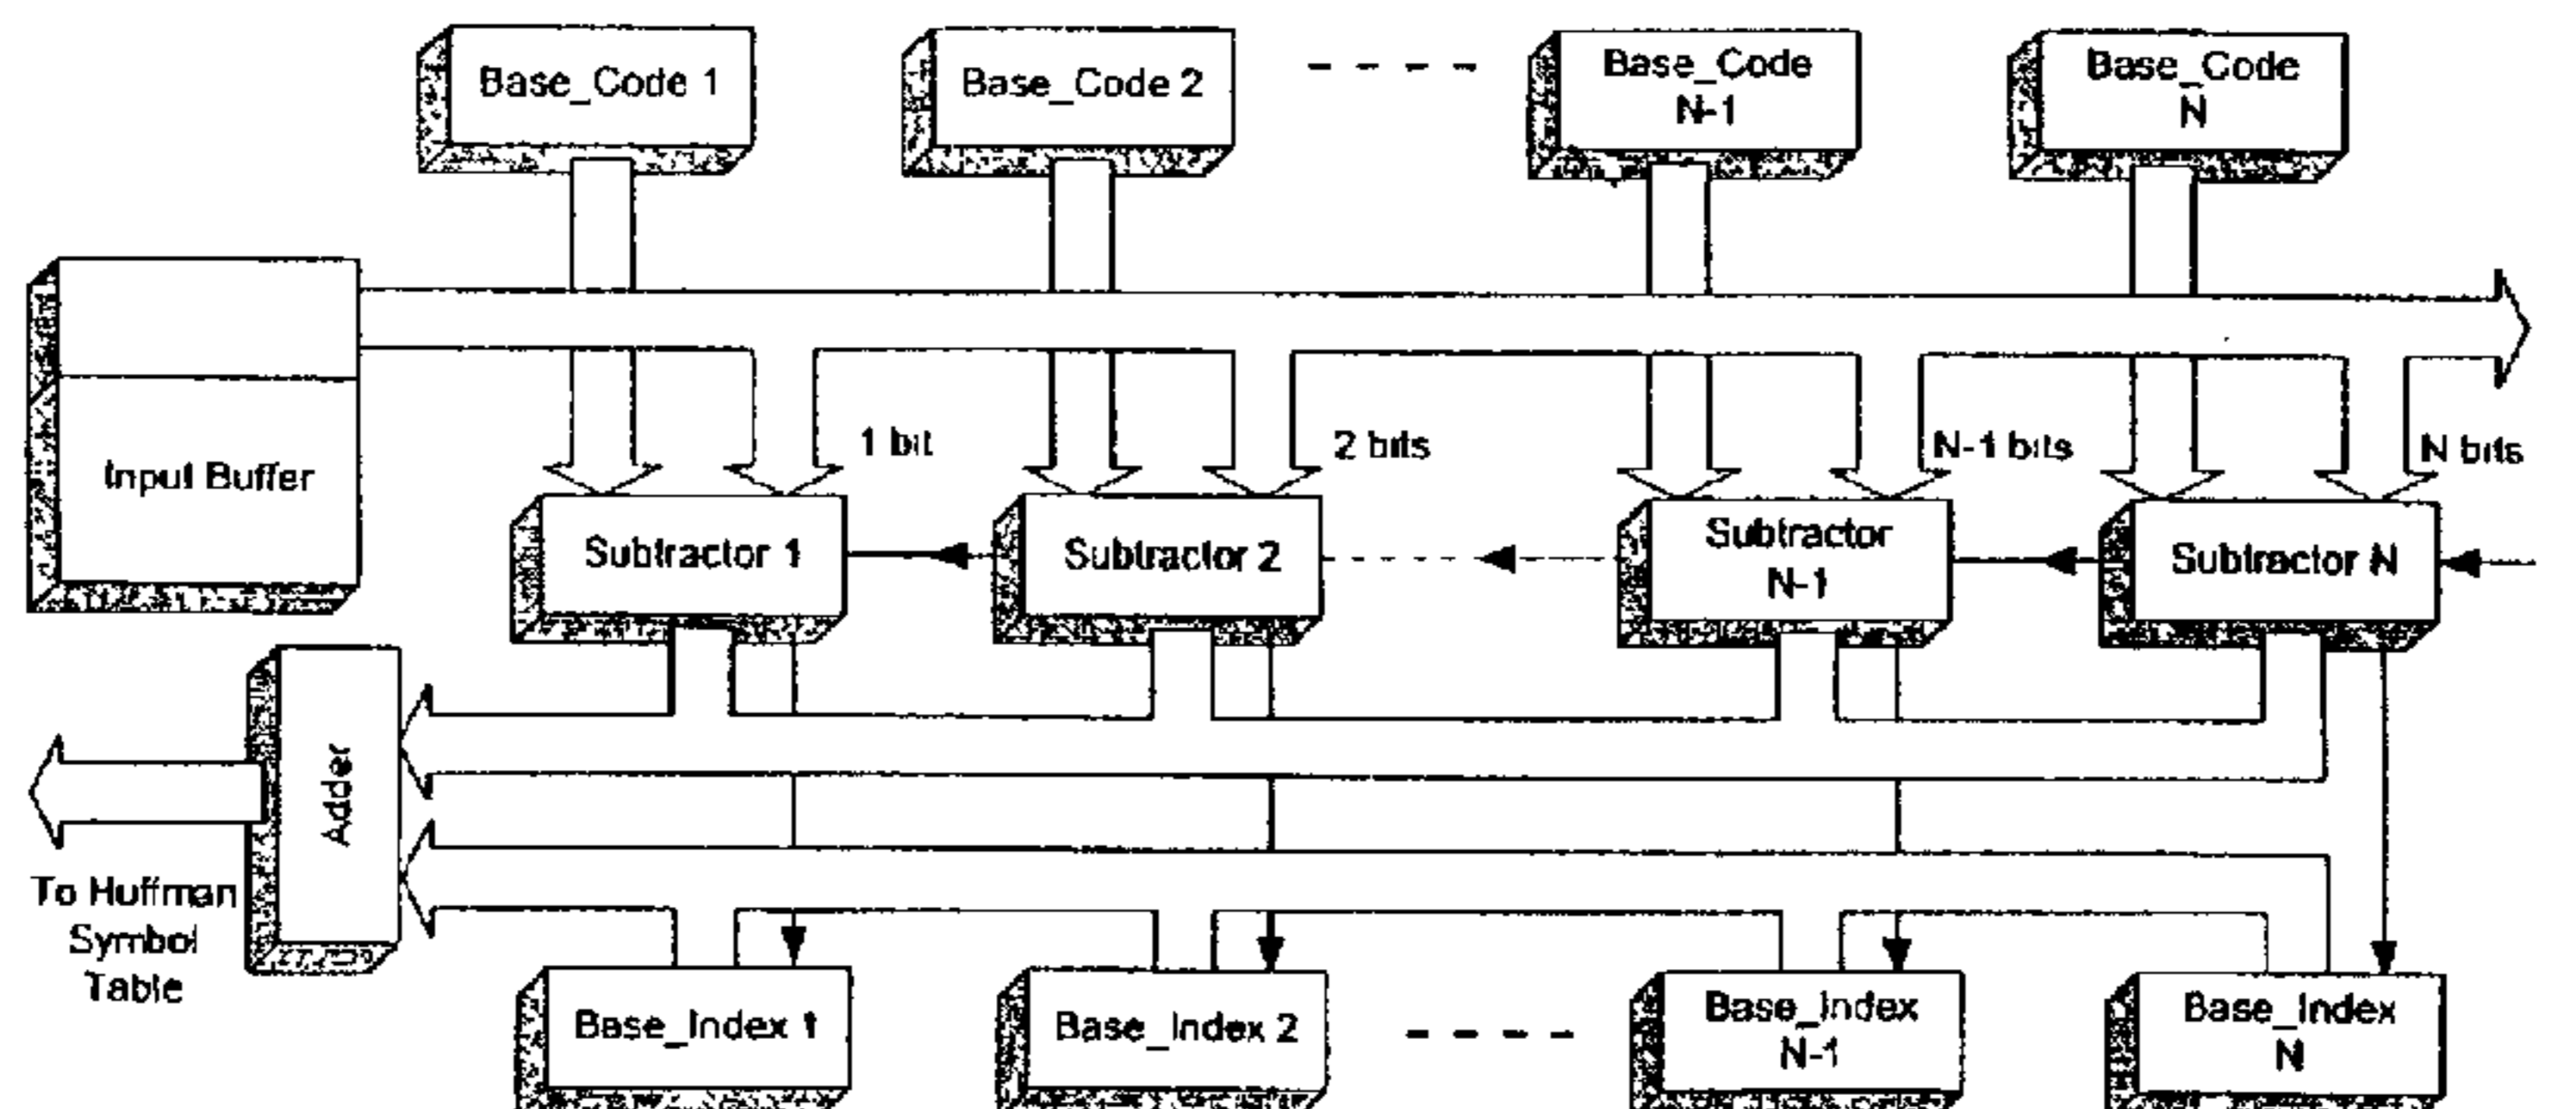 Base_Code 1
Base_Code 2
Base_Code
N-1
Base_Code
N
Input Buffer
1 bit
2 bits
N-1 bits
N bits
Subtractor 1
Subtractor 2
Subtractor
N-1
Subtractor N
Adder
To Huffman
Symbol
Table
Base_Index 1
Base_Index 2
Base_Index
N-1
Base_Index
N